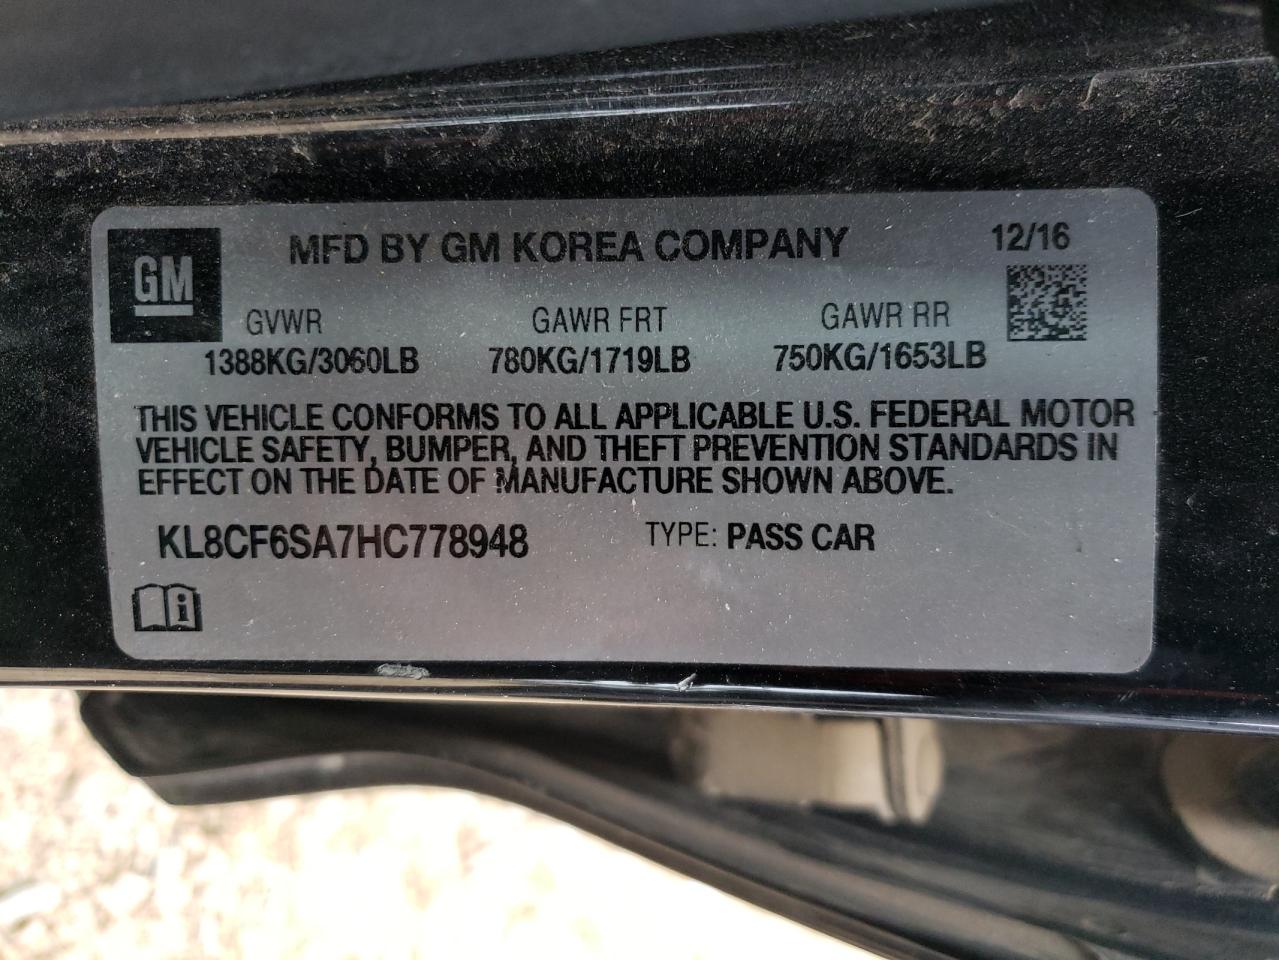 MFD BY GM KOREA COMPANY 12/16
GM
GVWR GAWR FRT GAWR RR
1388KG/3060LB 780KG/1719LB 750KG/1653LB
THIS VEHICLE CONFORMS TO ALL APPLICABLE U.S. FEDERAL MOTOR
VEHICLE SAFETY, BUMPER, AND THEFT PREVENTION STANDARDS IN
EFFECT ON THE DATE OF MANUFACTURE SHOWN ABOVE.
KL8CF6SA7HC778948 TYPE: PASS CAR